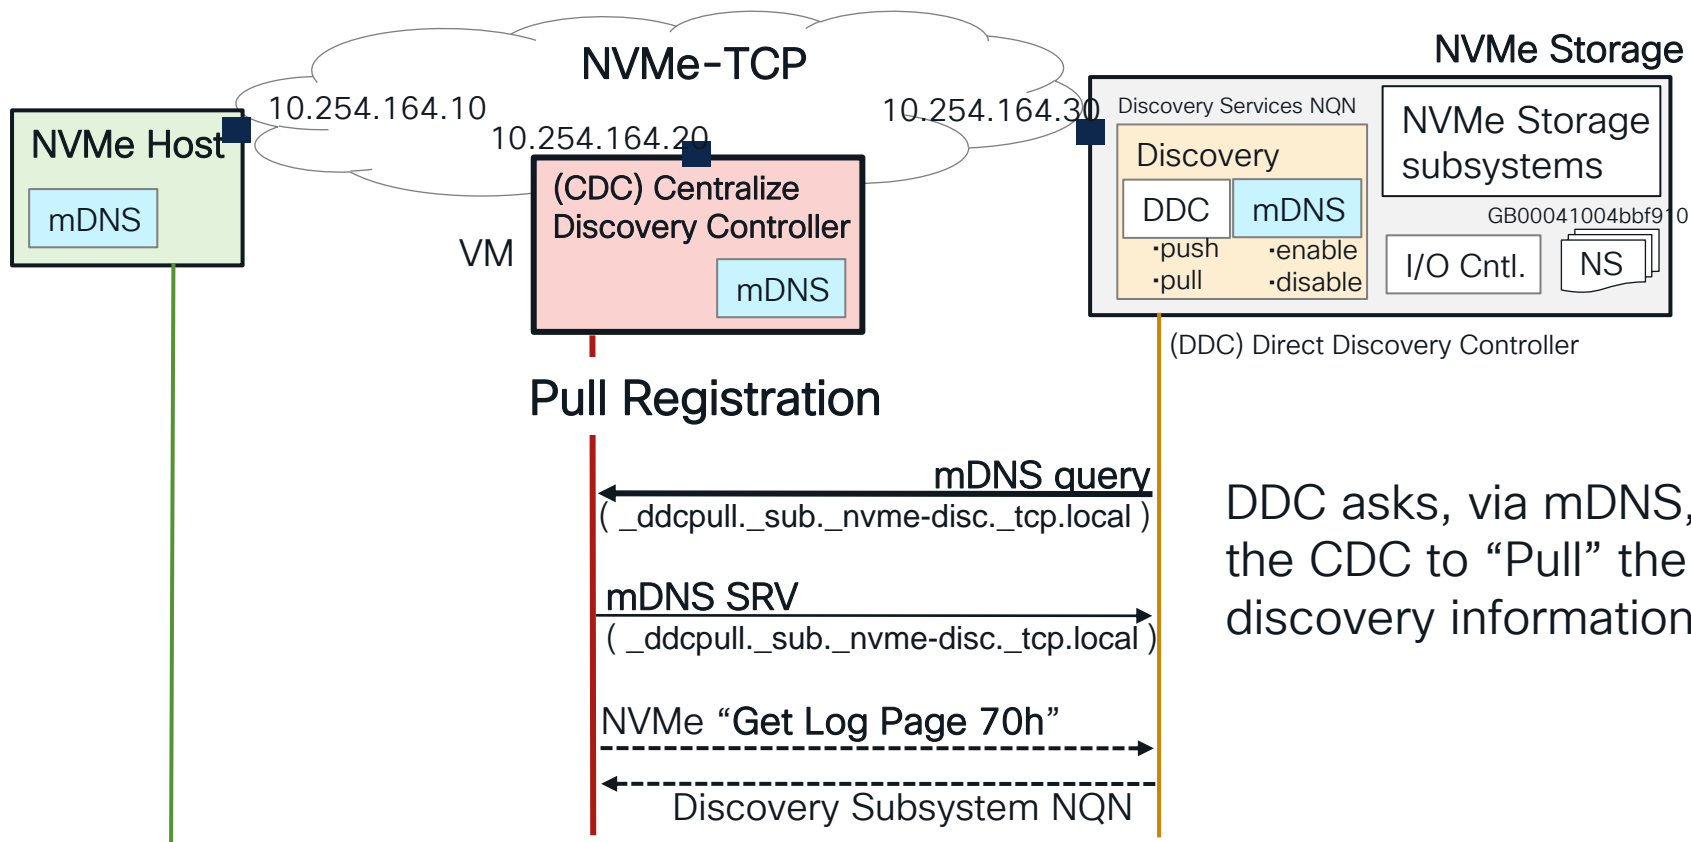 NVMe-TCP
NVMe Storage
10.254.164.10
10.254.164.20
10.254.164.30
NVMe Host
mDNS
VM
(CDC) Centralize
Discovery Controller
mDNS
Discovery Services NQN
Discovery
DDC
mDNS
·push
·pull
·enable
·disable
NVMe Storage
subsystems
GB00041004bbf910
I/O Cntl.
NS
(DDC) Direct Discovery Controller
Pull Registration
mDNS query
( _ddcpull._sub._nvme-disc._tcp.local )
mDNS SRV
( _ddcpull._sub._nvme-disc._tcp.local )
NVMe “Get Log Page 70h”
Discovery Subsystem NQN
DDC asks, via mDNS,
the CDC to “Pull” the
discovery information